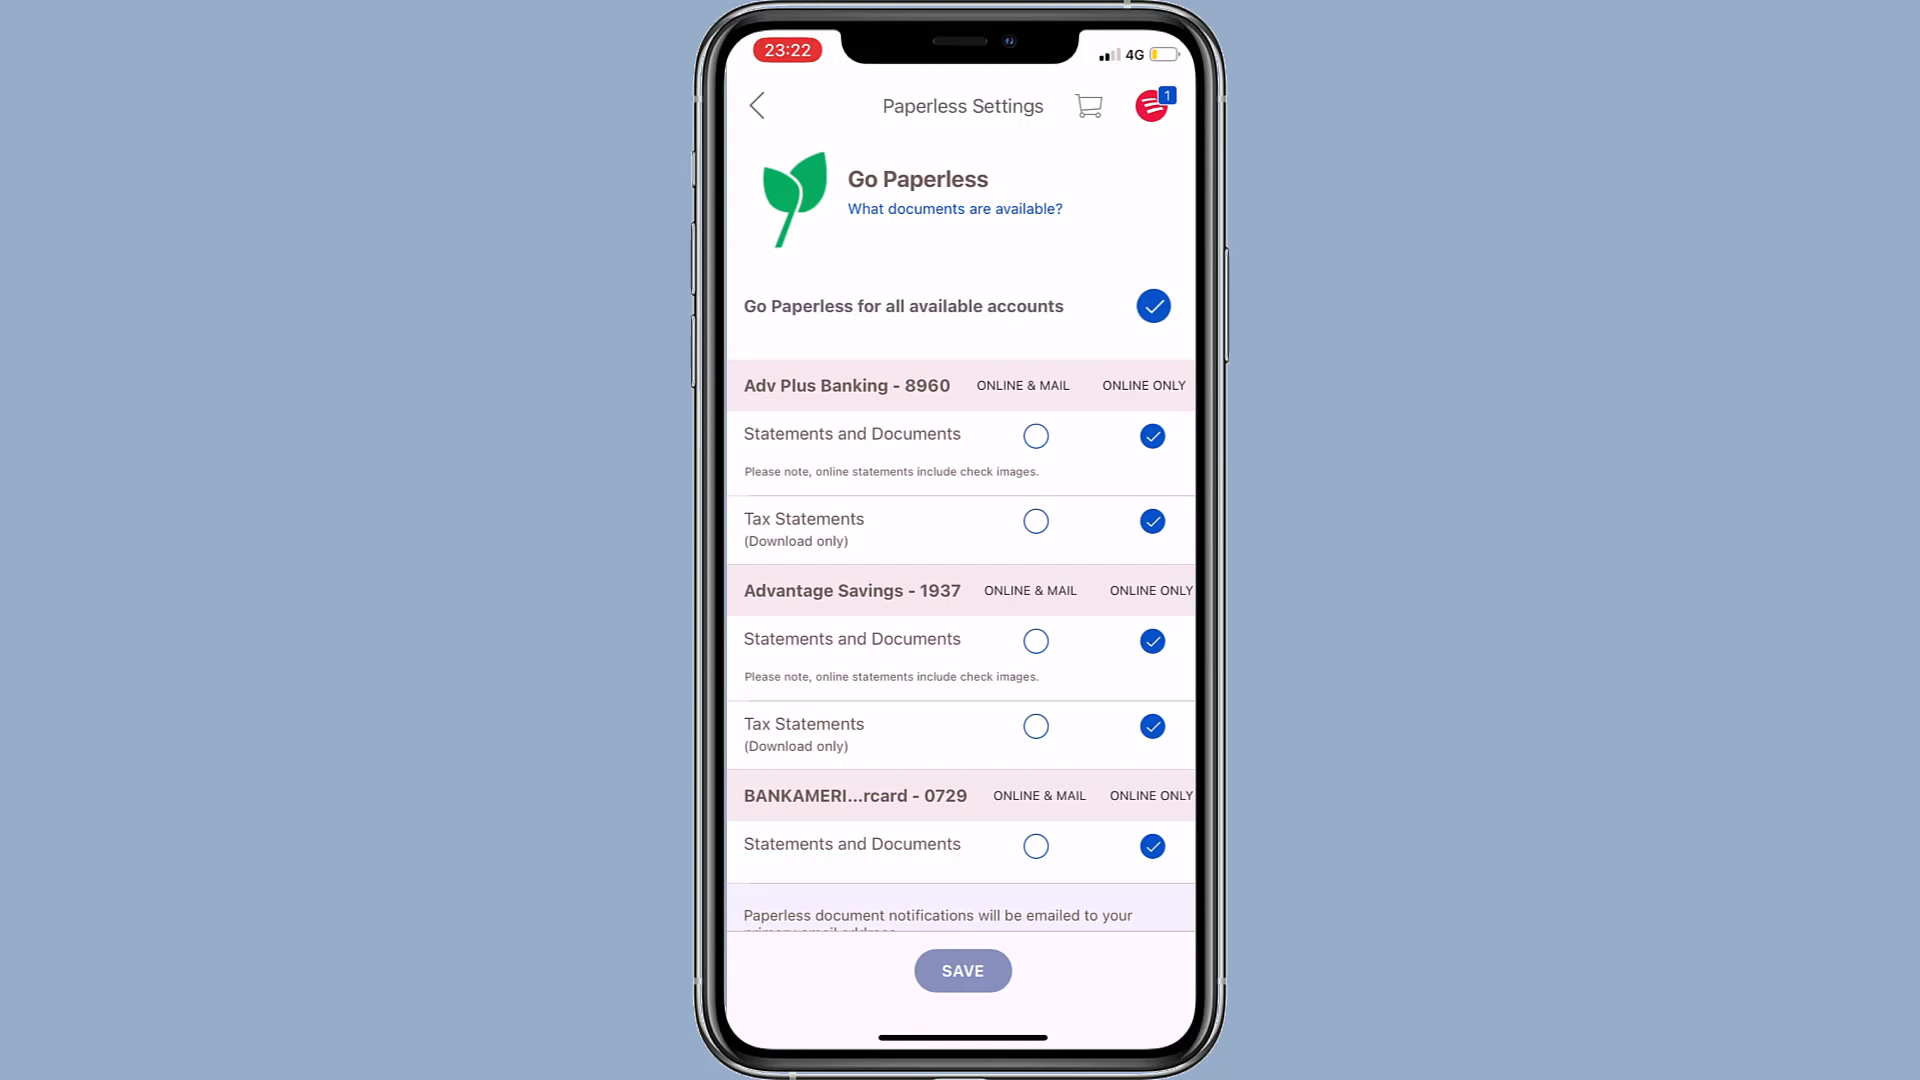 23:22
4G
Paperless Settings
1
Go Paperless
What documents are available?
Go Paperless for all available accounts
Adv Plus Banking - 8960 ONLINE & MAIL ONLINE ONLY
Statements and Documents
Please note, online statements include check images.
Tax Statements
(Download only)
Advantage Savings - 1937 ONLINE & MAIL ONLINE ONLY
Statements and Documents
Please note, online statements include check images.
Tax Statements
(Download only)
BANKAMERI...rcard - 0729 ONLINE & MAIL ONLINE ONLY
Statements and Documents
Paperless document notifications will be emailed to your
primary email address
SAVE